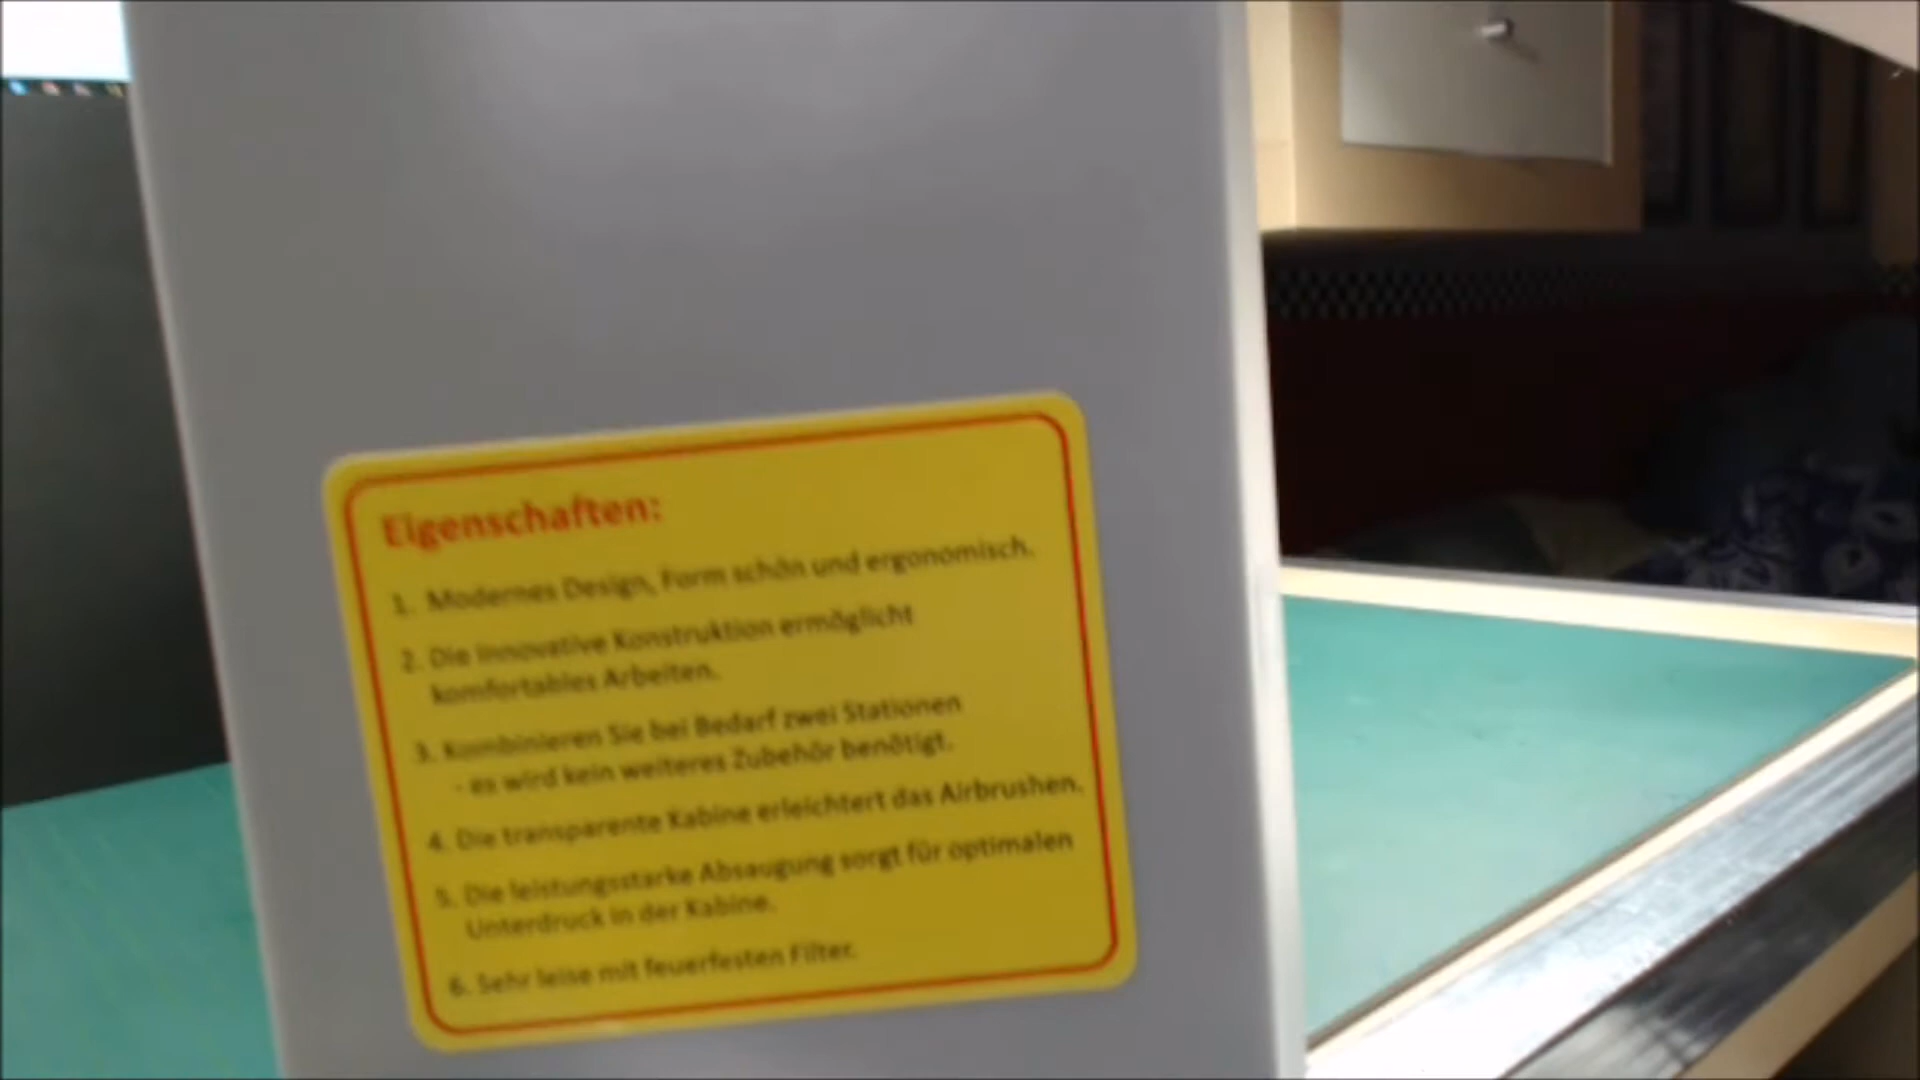 Eigenschaften:
1. Modernes Design, Form schön und ergonomisch.
2. Die innovative Konstruktion ermöglicht
komfortables Arbeiten.
3. Kombinieren Sie bei Bedarf zwei Stationen
- es wird kein weiteres Zubehör benötigt.
4. Die transparente Kabine erleichtert das Airbrushen.
5. Die leistungsstarke Absaugung sorgt für optimalen
Unterdruck in der Kabine.
6. Sehr leise mit feuerfesten Filter.